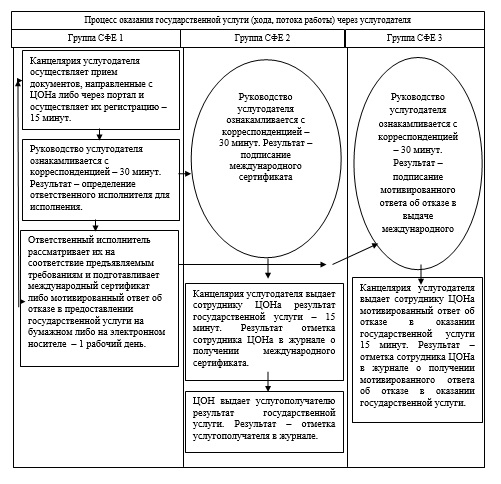 Процесс оказания государственной услуги (хода, потока работы) через услугодателя
Группа СФЕ 1
Группа СФЕ 2
Группа СФЕ 3
Канцелярия услугодателя
осуществляет прием
документов, направленные с
ЦОНа либо через портал и
осуществляет их регистрацию –
15 минут.
Руководство услугодателя
ознакамливается с
корреспонденцией – 30 минут.
Результат – определение
ответственного исполнителя для
исполнения.
Ответственный исполнитель
рассматривает их на
соответствие предъявляемым
требованиям и подготавливает
международный сертификат
либо мотивированный ответ об
отказе в предоставлении
государственной услуги на
бумажном либо на электронном
носителе – 1 рабочий день.
Руководство
услугодателя
ознакамливается с
корреспонденцией –
30 минут. Результат –
подписание
международного
сертификата
Канцелярия услугодателя выдает
сотруднику ЦОНа результат
государственной услуги – 15
минут. Результат отметка
сотрудника ЦОНа в журнале о
получении международного
сертификата.
ЦОН выдает услугополучателю
результат государственной
услуги. Результат – отметка
услугополучателя в журнале.
Руководство
услугодателя
ознакамливается с
корреспонденцией
– 30 минут.
Результат –
подписание
мотивированного
ответа об отказе в
выдаче
международного
Канцелярия услугодателя
выдает сотруднику ЦОНа
мотивированный ответ об
отказе в оказании
государственной услуги
15 минут. Результат –
отметка сотрудника ЦОНа
в журнале о получении
мотивированного ответа
об отказе в оказании
государственной услуги.